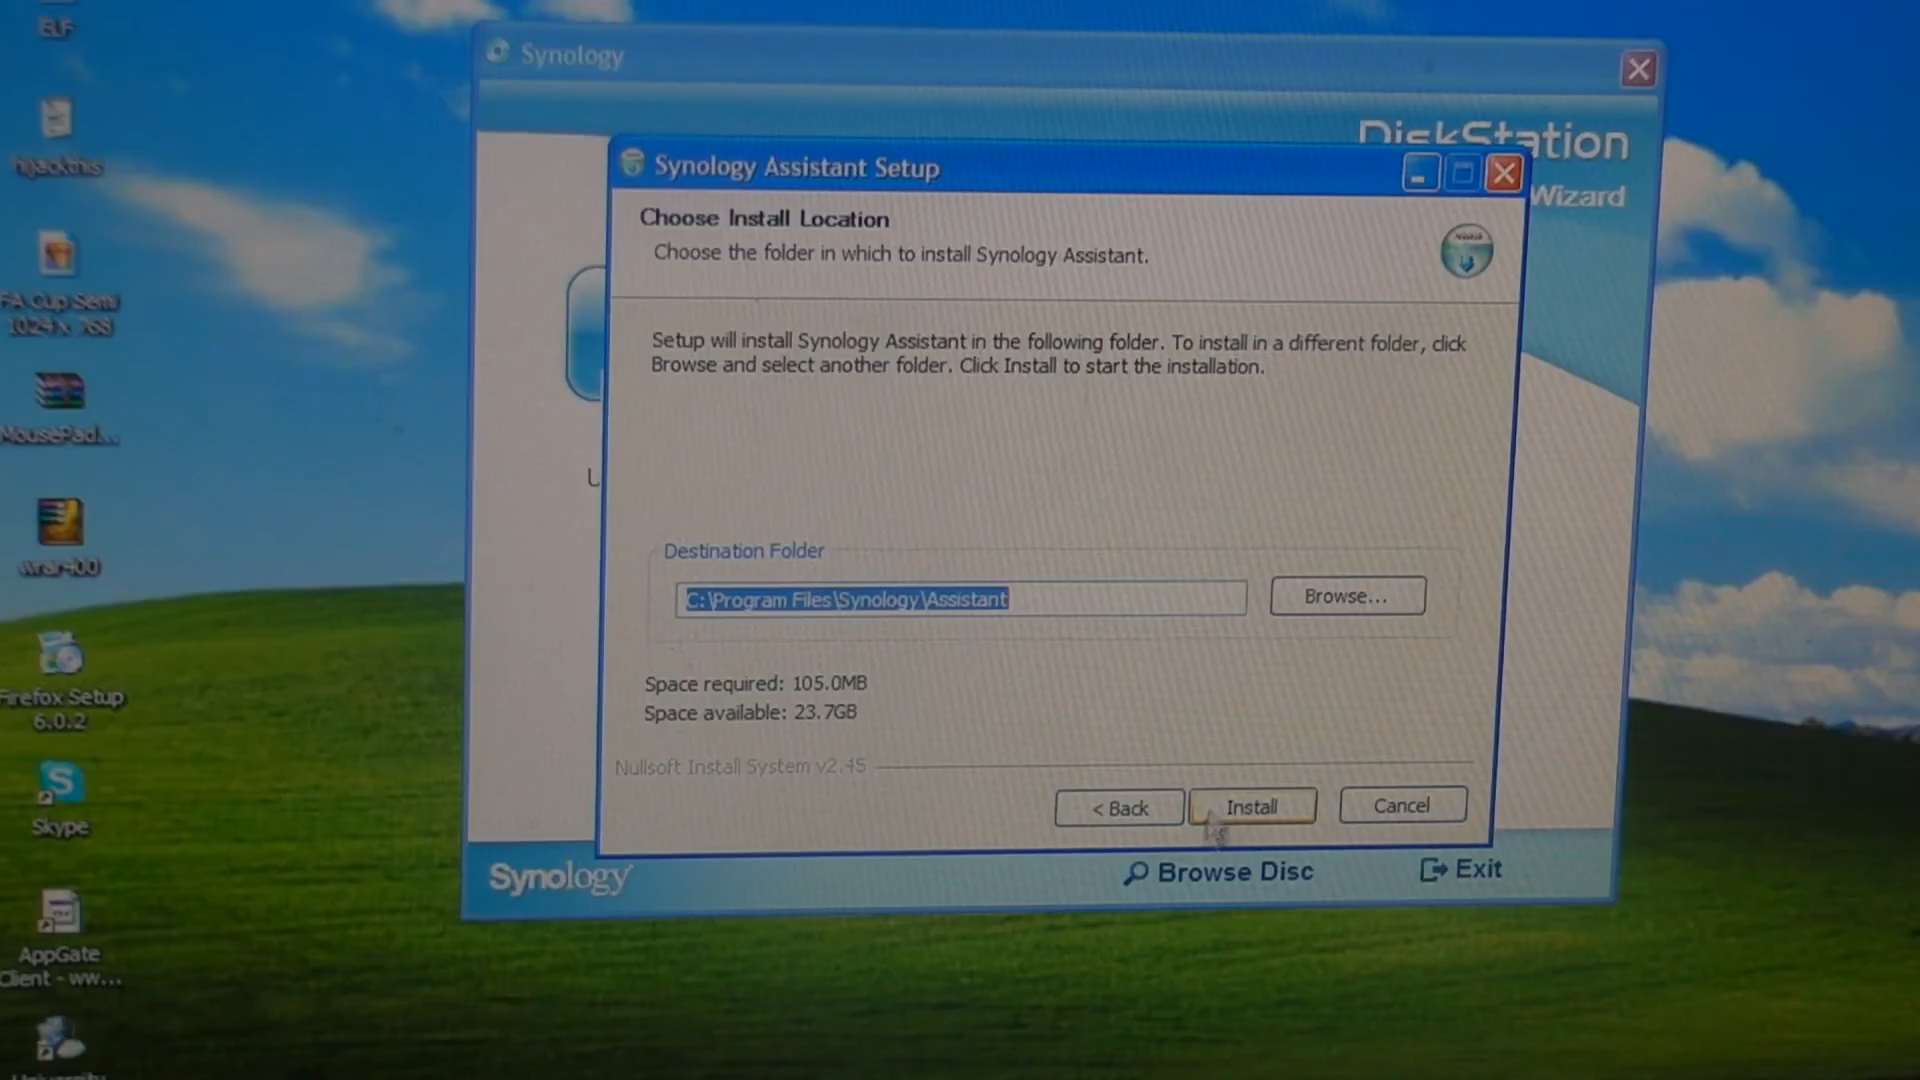 BJF
hijackthis
FA Cup Semi
1024 x 768
MousePad...
wrar400
Firefox Setup
6.0.2
Skype
AppGate
Client - ww...
University
Synology
DiskStation
Wizard
Synology Assistant Setup
Choose Install Location
Choose the folder in which to install Synology Assistant.
Setup will install Synology Assistant in the following folder. To install in a different folder, click
Browse and select another folder. Click Install to start the installation.
Destination Folder
C:\Program Files\Synology\Assistant
Browse...
Space required: 105.0MB
Space available: 23.7GB
Nullsoft Install System v2.45
< Back
Install
Cancel
Synology
Browse Disc
Exit